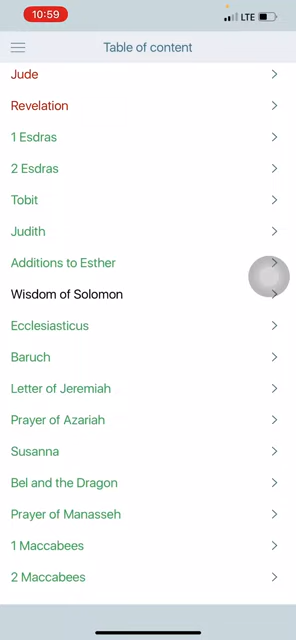 10:59
LTE
Table of content
Jude
Revelation
1 Esdras
2 Esdras
Tobit
Judith
Additions to Esther
Wisdom of Solomon
Ecclesiasticus
Baruch
Letter of Jeremiah
Prayer of Azariah
Susanna
Bel and the Dragon
Prayer of Manasseh
1 Maccabees
2 Maccabees